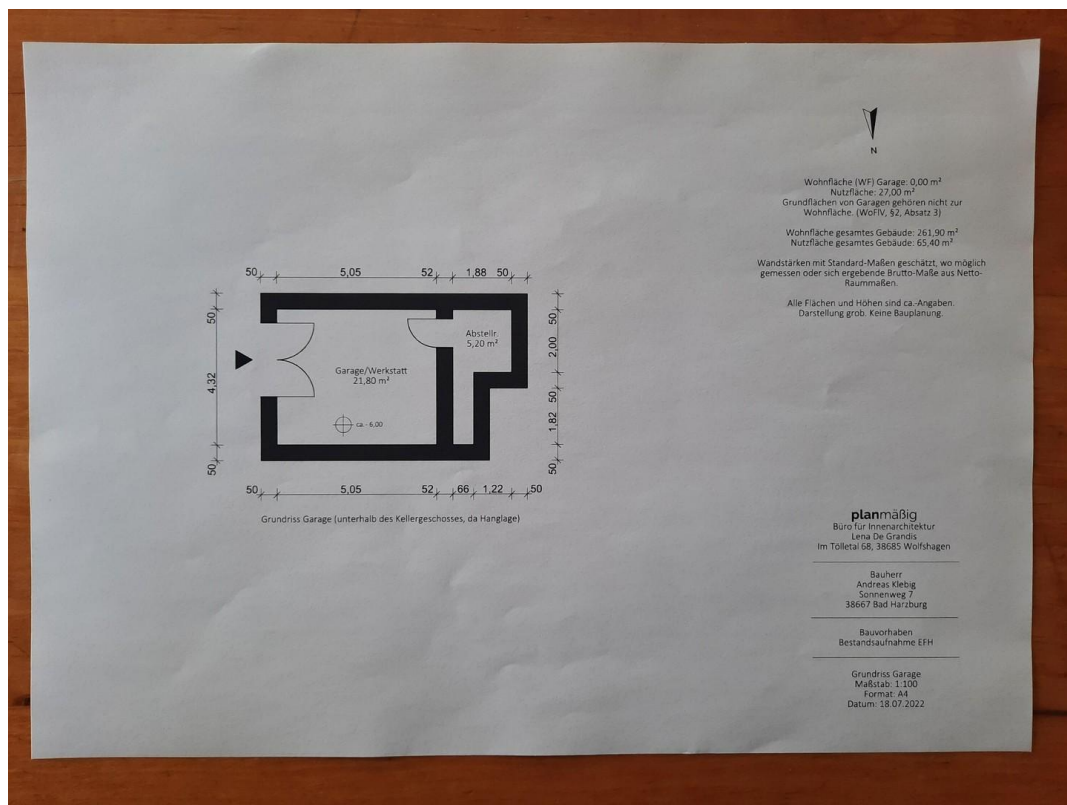 N
Wohnfläche (WF) Garage: 0,00 m²
Nutzfläche: 27,00 m²
Grundflächen von Garagen gehören nicht zur
Wohnfläche. (WoFlV, §2, Absatz 3)
Wohnfläche gesamtes Gebäude: 261,90 m²
Nutzfläche gesamtes Gebäude: 65,40 m²
Wandstärken mit Standard-Maßen geschätzt, wo möglich
gemessen oder sich ergebende Brutto-Maße aus Netto-
Raummaßen.
Alle Flächen und Höhen sind ca.-Angaben.
Darstellung grob. Keine Bauplanung.
50 5,05 52 1,88 50
50
4,32
50
Abstellr.
5,20 m²
Garage/Werkstatt
21,80 m²
ca. - 6,00
50
2,00
50
1,82
50
50 5,05 52 66 1,22 50
Grundriss Garage (unterhalb des Kellergeschosses, da Hanglage)
planmäßig
Büro für Innenarchitektur
Lena De Grandis
Im Tölletal 68, 38685 Wolfshagen
Bauherr
Andreas Klebig
Sonnenweg 7
38667 Bad Harzburg
Bauvorhaben
Bestandsaufnahme EFH
Grundriss Garage
Maßstab: 1:100
Format: A4
Datum: 18.07.2022